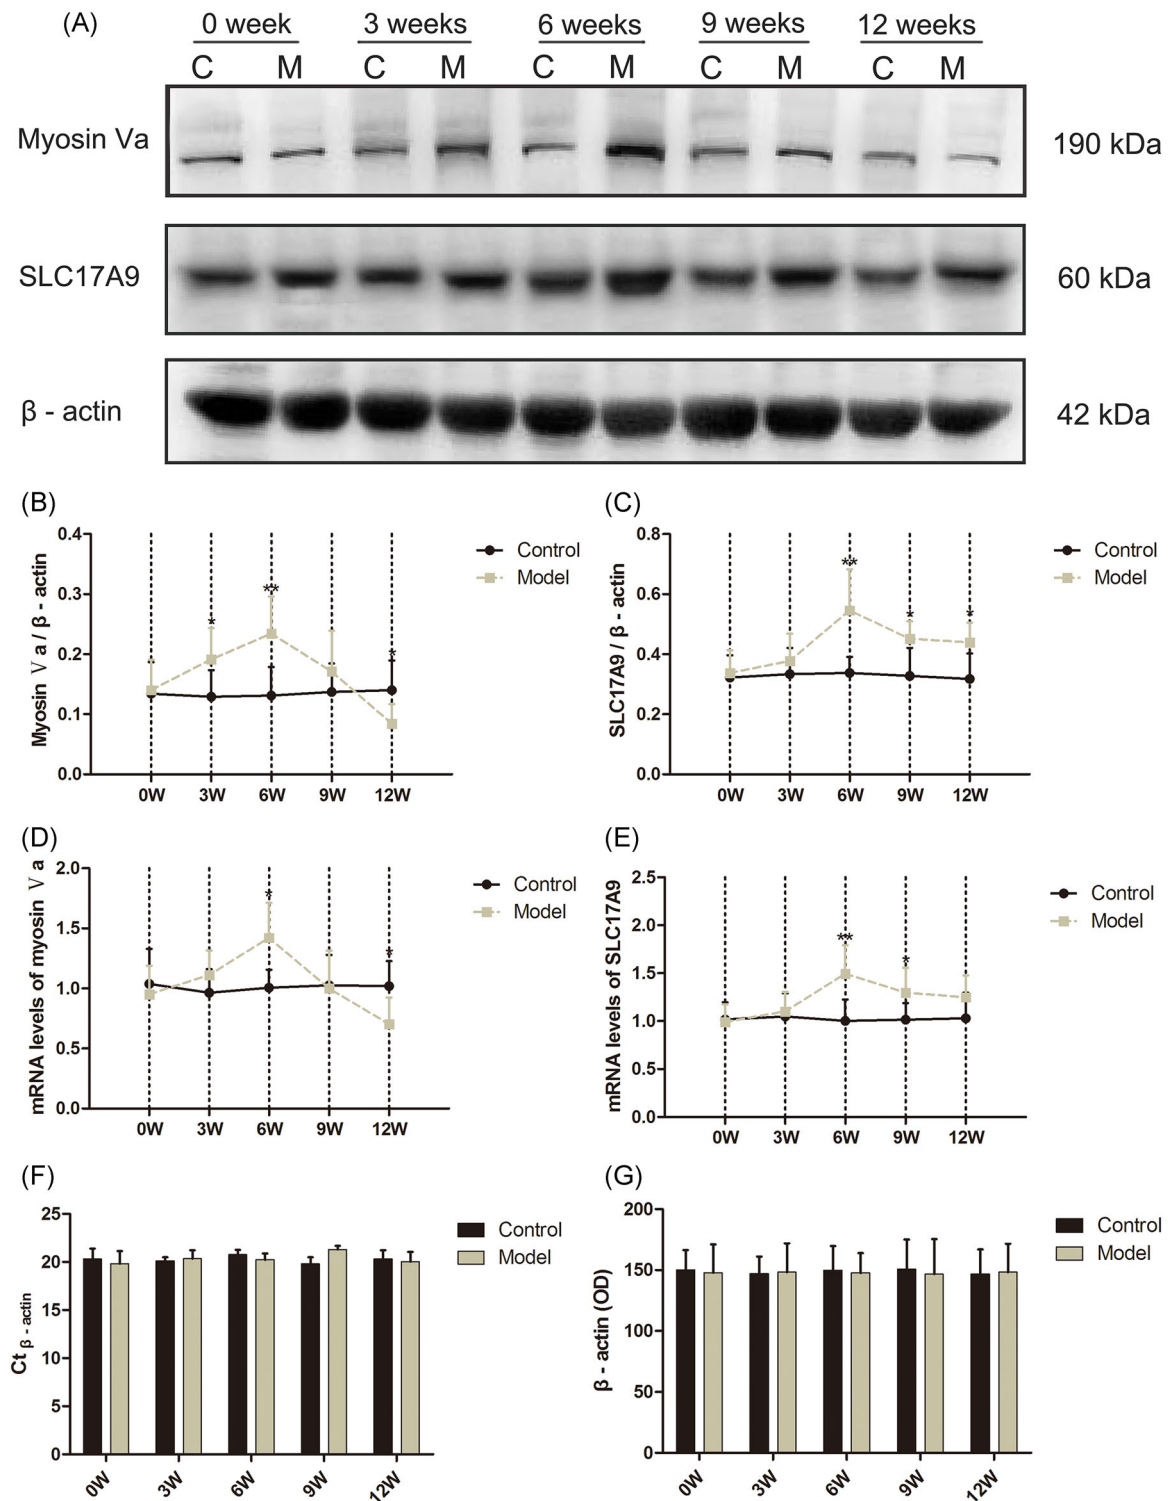 (A)
0 week 3 weeks 6 weeks 9 weeks 12 weeks
C M C M C M C M C M
Myosin Va 190 kDa
SLC17A9 60 kDa
β - actin 42 kDa
(B)
Myosin Ⅴa / β - actin
0.4
0.3
0.2
0.1
0.0
* ** *
0W 3W 6W 9W 12W
Control
Model
(C)
SLC17A9 / β - actin
0.8
0.6
0.4
0.2
0.0
** * *
0W 3W 6W 9W 12W
Control
Model
(D)
mRNA levels of myosin Ⅴa
2.0
1.5
1.0
0.5
0.0
* *
0W 3W 6W 9W 12W
Control
Model
(E)
mRNA levels of SLC17A9
2.5
2.0
1.5
1.0
0.5
0.0
** *
0W 3W 6W 9W 12W
Control
Model
(F)
Ct β - actin
25
20
15
10
5
0
0W 3W 6W 9W 12W
Control
Model
(G)
β - actin (OD)
200
150
100
50
0
0W 3W 6W 9W 12W
Control
Model